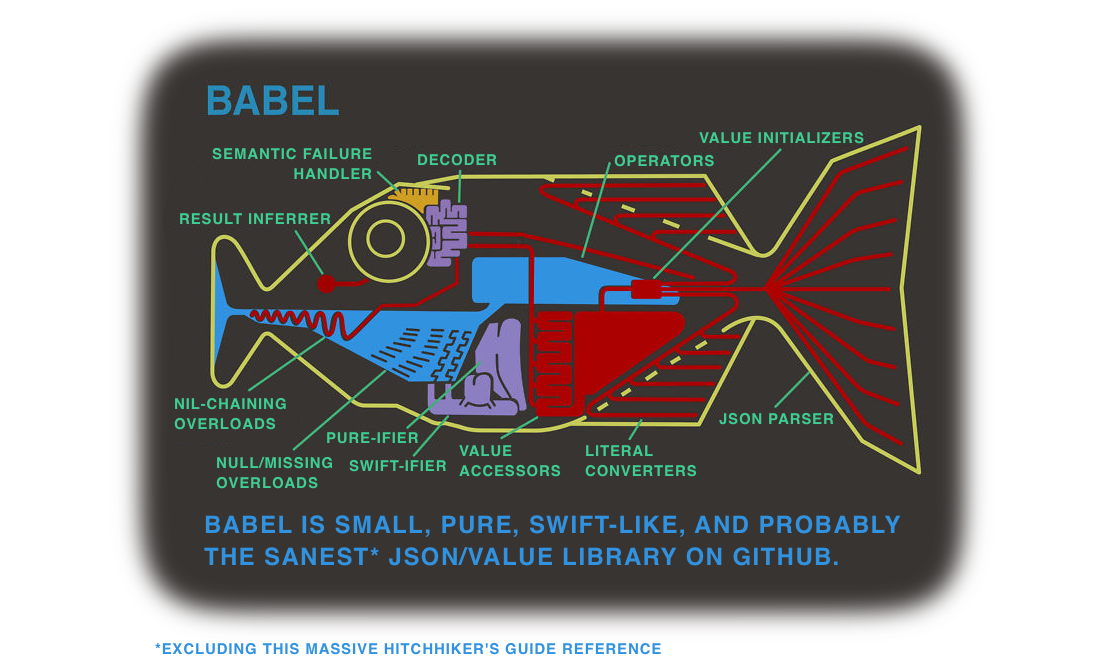 BABEL
SEMANTIC FAILURE
HANDLER
DECODER
VALUE INITIALIZERS
OPERATORS
RESULT INFERRER
NIL-CHAINING
OVERLOADS
NULL/MISSING
OVERLOADS
PURE-IFIER
SWIFT-IFIER
VALUE
ACCESSORS
LITERAL
CONVERTERS
JSON PARSER
BABEL IS SMALL, PURE, SWIFT-LIKE, AND PROBABLY
THE SANEST* JSON/VALUE LIBRARY ON GITHUB.
*EXCLUDING THIS MASSIVE HITCHHIKER'S GUIDE REFERENCE